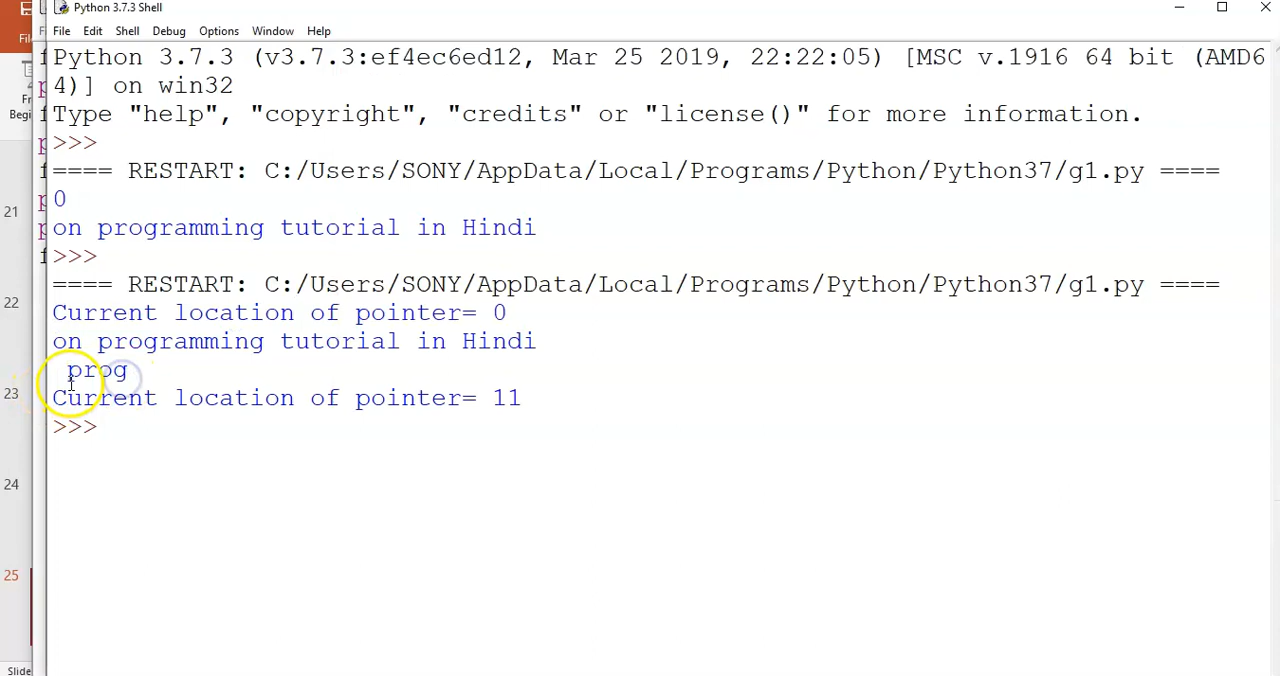 Python 3.7.3 Shell
File Edit Shell Debug Options Window Help
Python 3.7.3 (v3.7.3:ef4ec6ed12, Mar 25 2019, 22:22:05) [MSC v.1916 64 bit (AMD6
4)] on win32
Type "help", "copyright", "credits" or "license()" for more information.
>>>
==== RESTART: C:/Users/SONY/AppData/Local/Programs/Python/Python37/g1.py ====
0
on programming tutorial in Hindi
>>>
==== RESTART: C:/Users/SONY/AppData/Local/Programs/Python/Python37/g1.py ====
Current location of pointer= 0
on programming tutorial in Hindi
 prog
Current location of pointer= 11
>>>
21
22
23
24
25
Slide